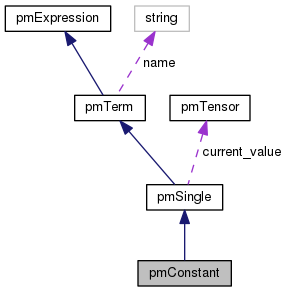 pmExpression
string
name
pmTerm
pmTensor
current_value
pmSingle
pmConstant